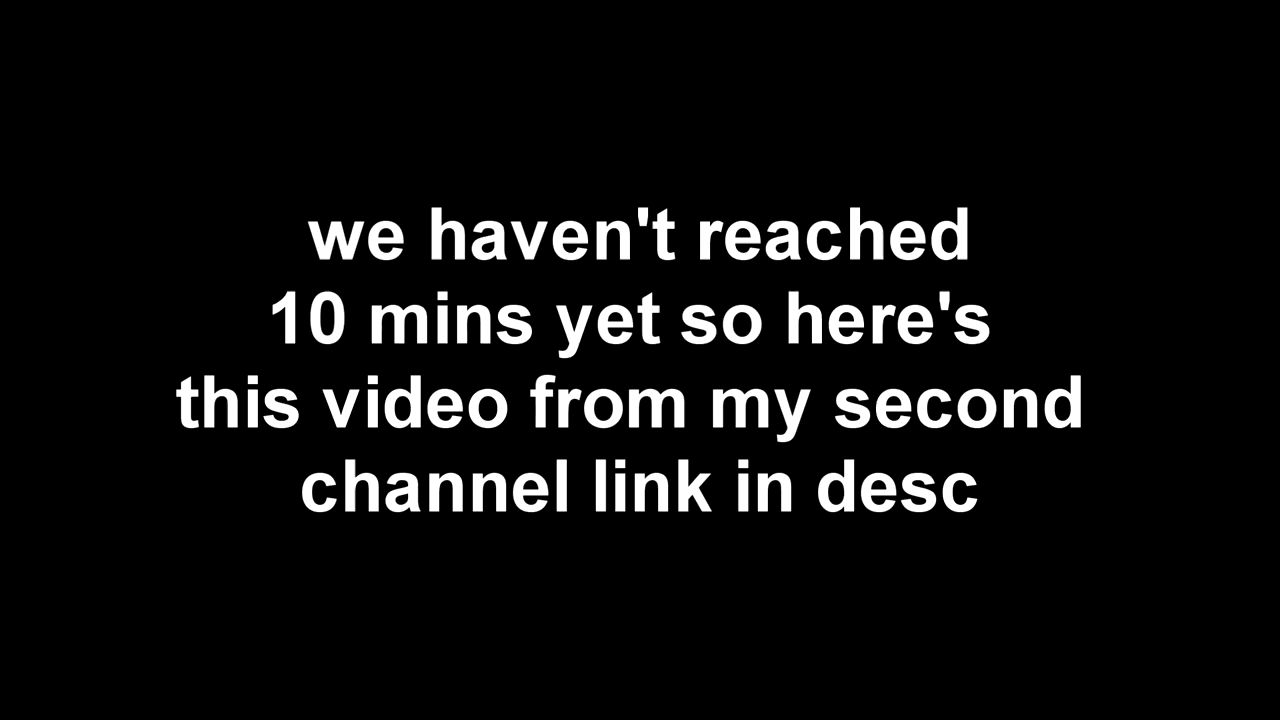 we haven't reached
10 mins yet so here's
this video from my second
channel link in desc